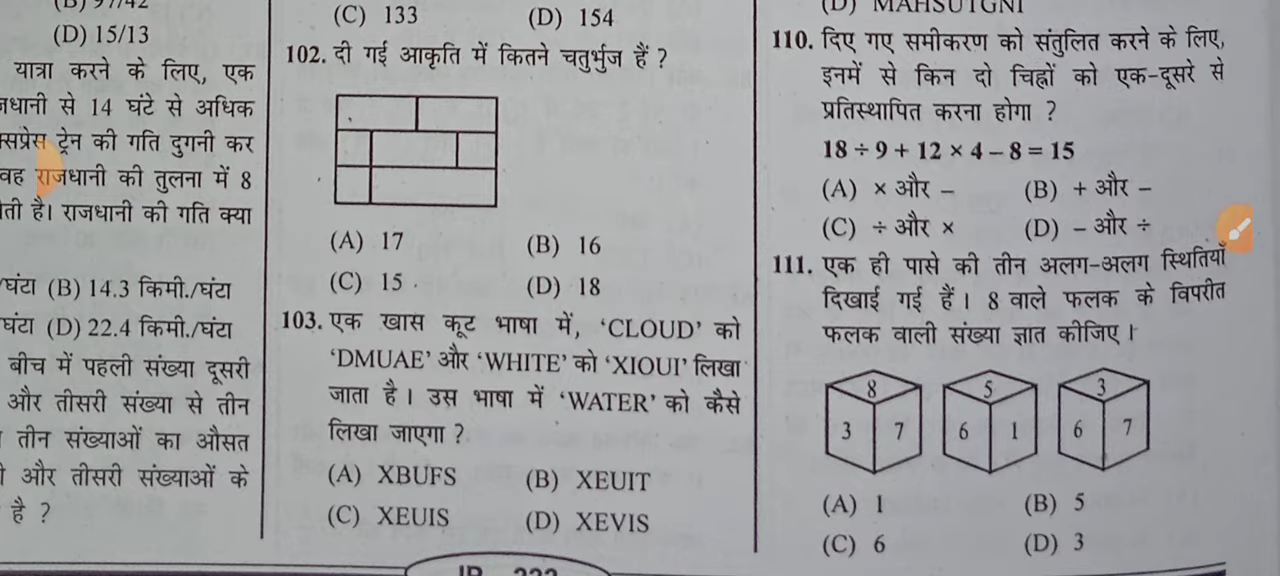 (D) 15/13
यात्रा करने के लिए, एक
जधानी से 14 घंटे से अधिक
क्सप्रेस ट्रेन की गति दुगनी कर
वह राजधानी की तुलना में 8
ती है। राजधानी की गति क्या
/घंटा (B) 14.3 किमी./घंटा
/घंटा (D) 22.4 किमी./घंटा
बीच में पहली संख्या दूसरी
और तीसरी संख्या से तीन
तीन संख्याओं का औसत
और तीसरी संख्याओं के
है ?
(C) 133 (D) 154
102. दी गई आकृति में कितने चतुर्भुज हैं ?
(A) 17 (B) 16
(C) 15 (D) 18
103. एक खास कूट भाषा में, ‘CLOUD’ को
‘DMUAE’ और ‘WHITE’ को ‘XIOUI’ लिखा
जाता है। उस भाषा में ‘WATER’ को कैसे
लिखा जाएगा ?
(A) XBUFS (B) XEUIT
(C) XEUIS (D) XEVIS
(D) MAHSUTGNI
110. दिए गए समीकरण को संतुलित करने के लिए,
इनमें से किन दो चिह्नों को एक-दूसरे से
प्रतिस्थापित करना होगा ?
18 ÷ 9 + 12 × 4 – 8 = 15
(A) × और – (B) + और –
(C) ÷ और × (D) – और ÷
111. एक ही पासे की तीन अलग-अलग स्थितियाँ
दिखाई गई हैं। 8 वाले फलक के विपरीत
फलक वाली संख्या ज्ञात कीजिए।
8 5 3
3 7 6 1 6 7
(A) 1 (B) 5
(C) 6 (D) 3